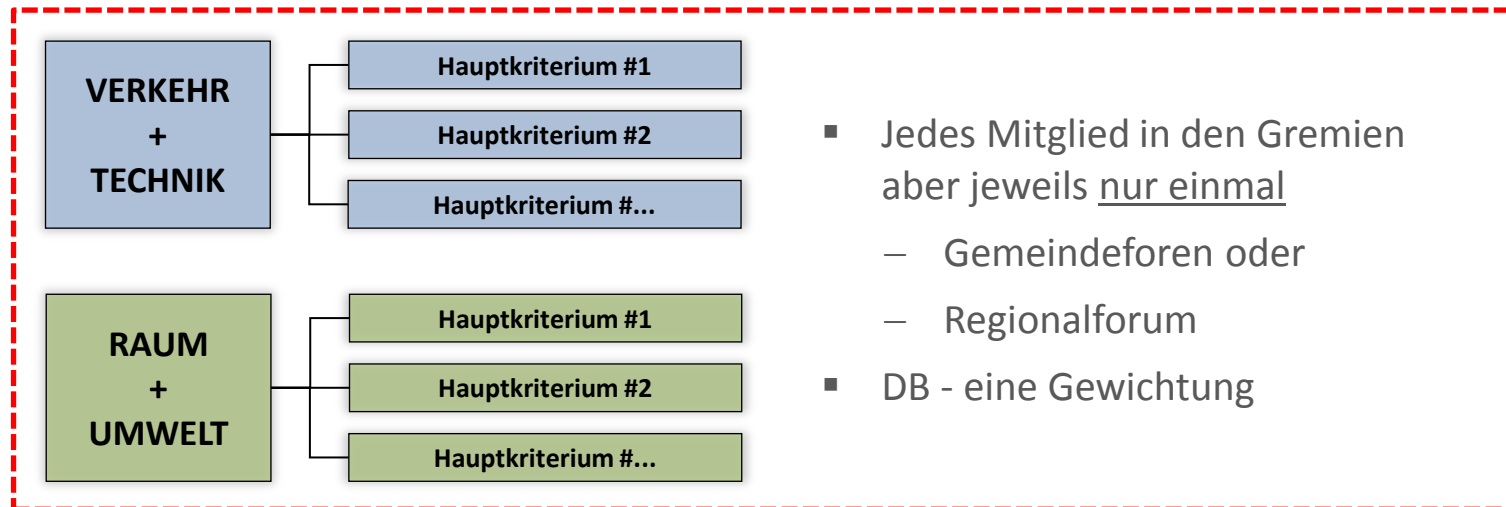 VERKEHR
+
TECHNIK
Hauptkriterium #1
Hauptkriterium #2
Hauptkriterium #...
RAUM
+
UMWELT
Hauptkriterium #1
Hauptkriterium #2
Hauptkriterium #...
▪ Jedes Mitglied in den Gremien
aber jeweils nur einmal
– Gemeindeforen oder
– Regionalforum
▪ DB - eine Gewichtung